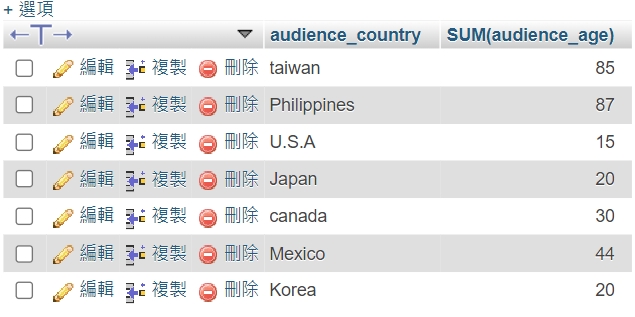 + 選項
←T→ ▼ audience_country SUM(audience_age)
編輯 複製 刪除 taiwan 85
編輯 複製 刪除 Philippines 87
編輯 複製 刪除 U.S.A 15
編輯 複製 刪除 Japan 20
編輯 複製 刪除 canada 30
編輯 複製 刪除 Mexico 44
編輯 複製 刪除 Korea 20